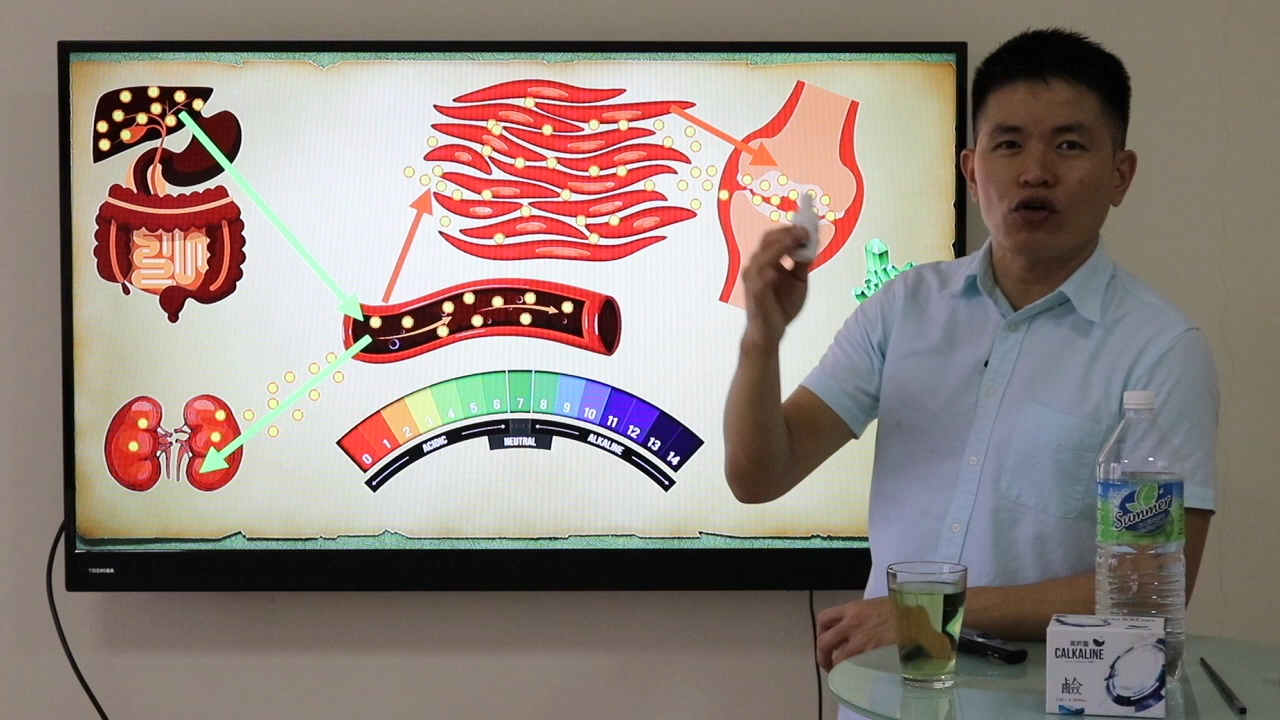 0 1 2 3 4 5 6 7 8 9 10 11 12 13 14
ACIDIC NEUTRAL ALKALINE
TOSHIBA
Summer
CALKALINE
鹼